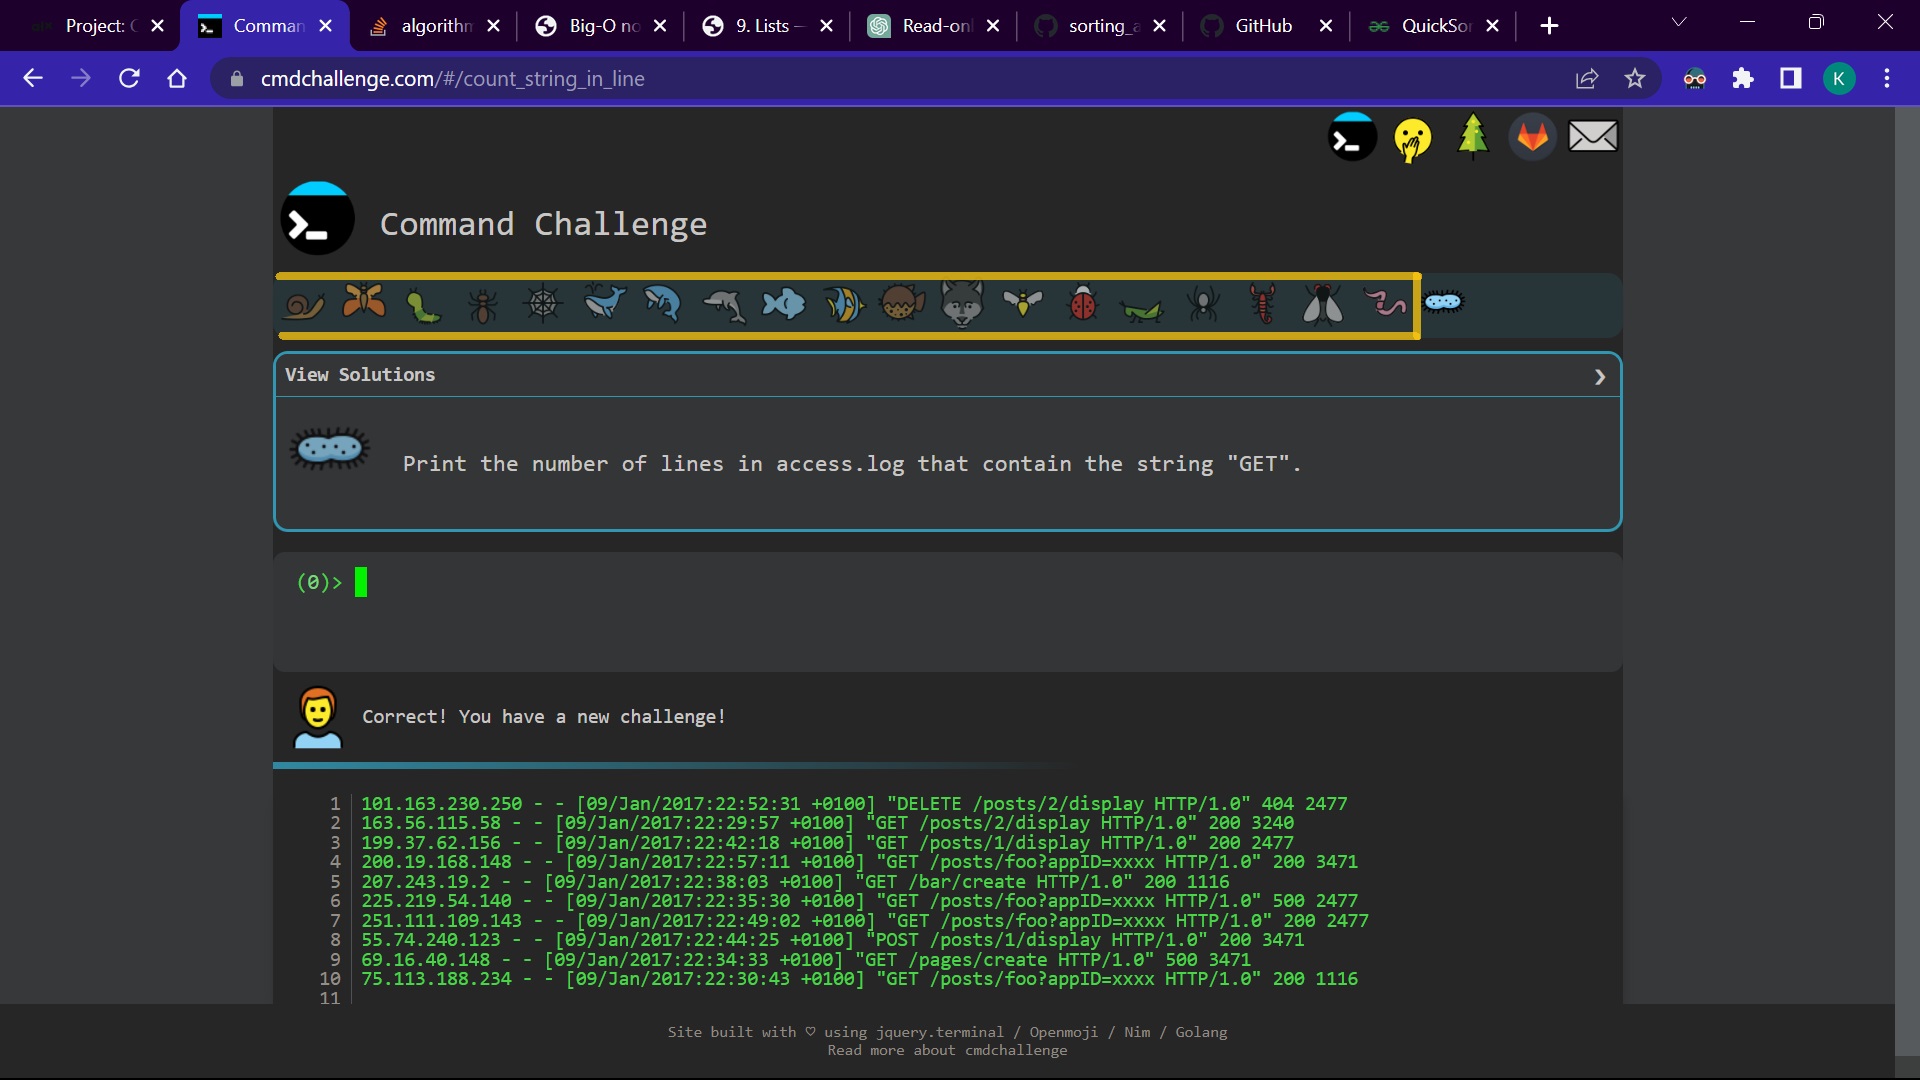 Project: C
Comman
algorithm
Big-O no
9. Lists —
Read-onl
sorting_a
GitHub
QuickSor
cmdchallenge.com/#/count_string_in_line
K
Command Challenge
View Solutions
Print the number of lines in access.log that contain the string "GET".
(0)>
Correct! You have a new challenge!
1 101.163.230.250 - - [09/Jan/2017:22:52:31 +0100] "DELETE /posts/2/display HTTP/1.0" 404 2477
2 163.56.115.58 - - [09/Jan/2017:22:29:57 +0100] "GET /posts/2/display HTTP/1.0" 200 3240
3 199.37.62.156 - - [09/Jan/2017:22:42:18 +0100] "GET /posts/1/display HTTP/1.0" 200 2477
4 200.19.168.148 - - [09/Jan/2017:22:57:11 +0100] "GET /posts/foo?appID=xxxx HTTP/1.0" 200 3471
5 207.243.19.2 - - [09/Jan/2017:22:38:03 +0100] "GET /bar/create HTTP/1.0" 200 1116
6 225.219.54.140 - - [09/Jan/2017:22:35:30 +0100] "GET /posts/foo?appID=xxxx HTTP/1.0" 500 2477
7 251.111.109.143 - - [09/Jan/2017:22:49:02 +0100] "GET /posts/foo?appID=xxxx HTTP/1.0" 200 2477
8 55.74.240.123 - - [09/Jan/2017:22:44:25 +0100] "POST /posts/1/display HTTP/1.0" 200 3471
9 69.16.40.148 - - [09/Jan/2017:22:34:33 +0100] "GET /pages/create HTTP/1.0" 500 3471
10 75.113.188.234 - - [09/Jan/2017:22:30:43 +0100] "GET /posts/foo?appID=xxxx HTTP/1.0" 200 1116
11
Site built with ♡ using jquery.terminal / Openmoji / Nim / Golang
Read more about cmdchallenge